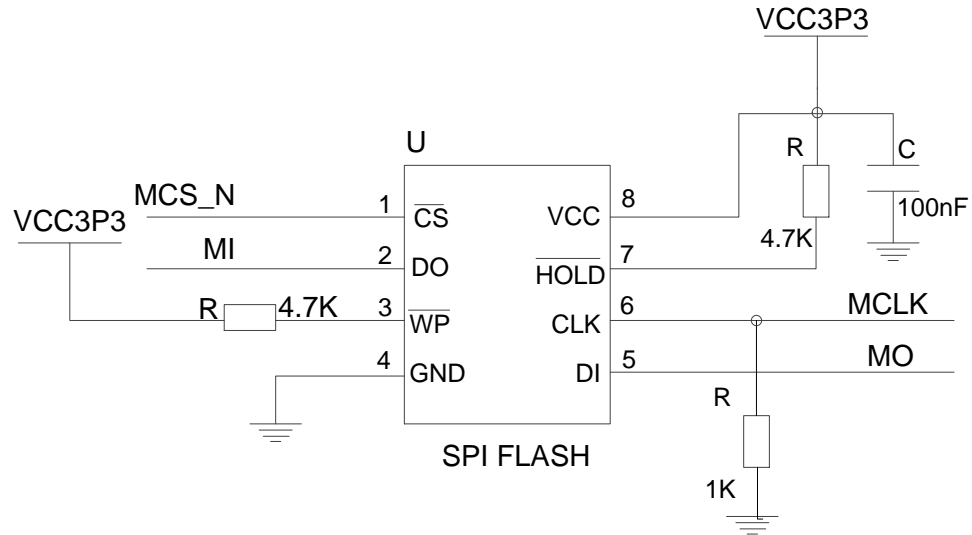 VCC3P3
U
R
C
MCS_N
1
CS
VCC
8
100nF
VCC3P3
MI
2
DO
HOLD
7
4.7K
R
4.7K
3
WP
CLK
6
MCLK
4
GND
DI
5
MO
R
SPI FLASH
1K